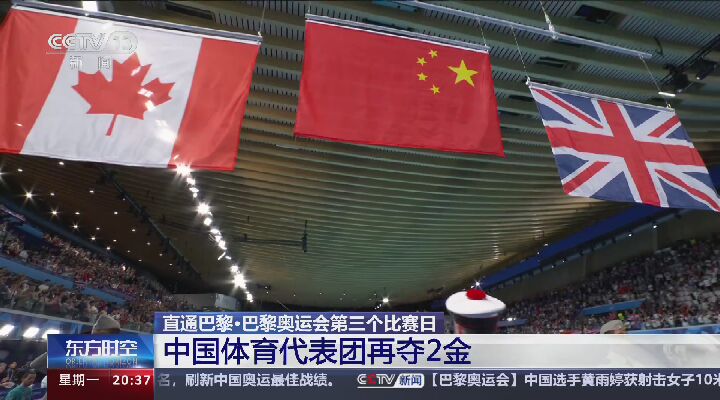 CCTV 13
新闻
直通巴黎·巴黎奥运会第三个比赛日
东方时空
中国体育代表团再夺2金
星期一 20:37 名，刷新中国奥运最佳战绩。 CCTV 新闻 【巴黎奥运会】中国选手黄雨婷获射击女子10米